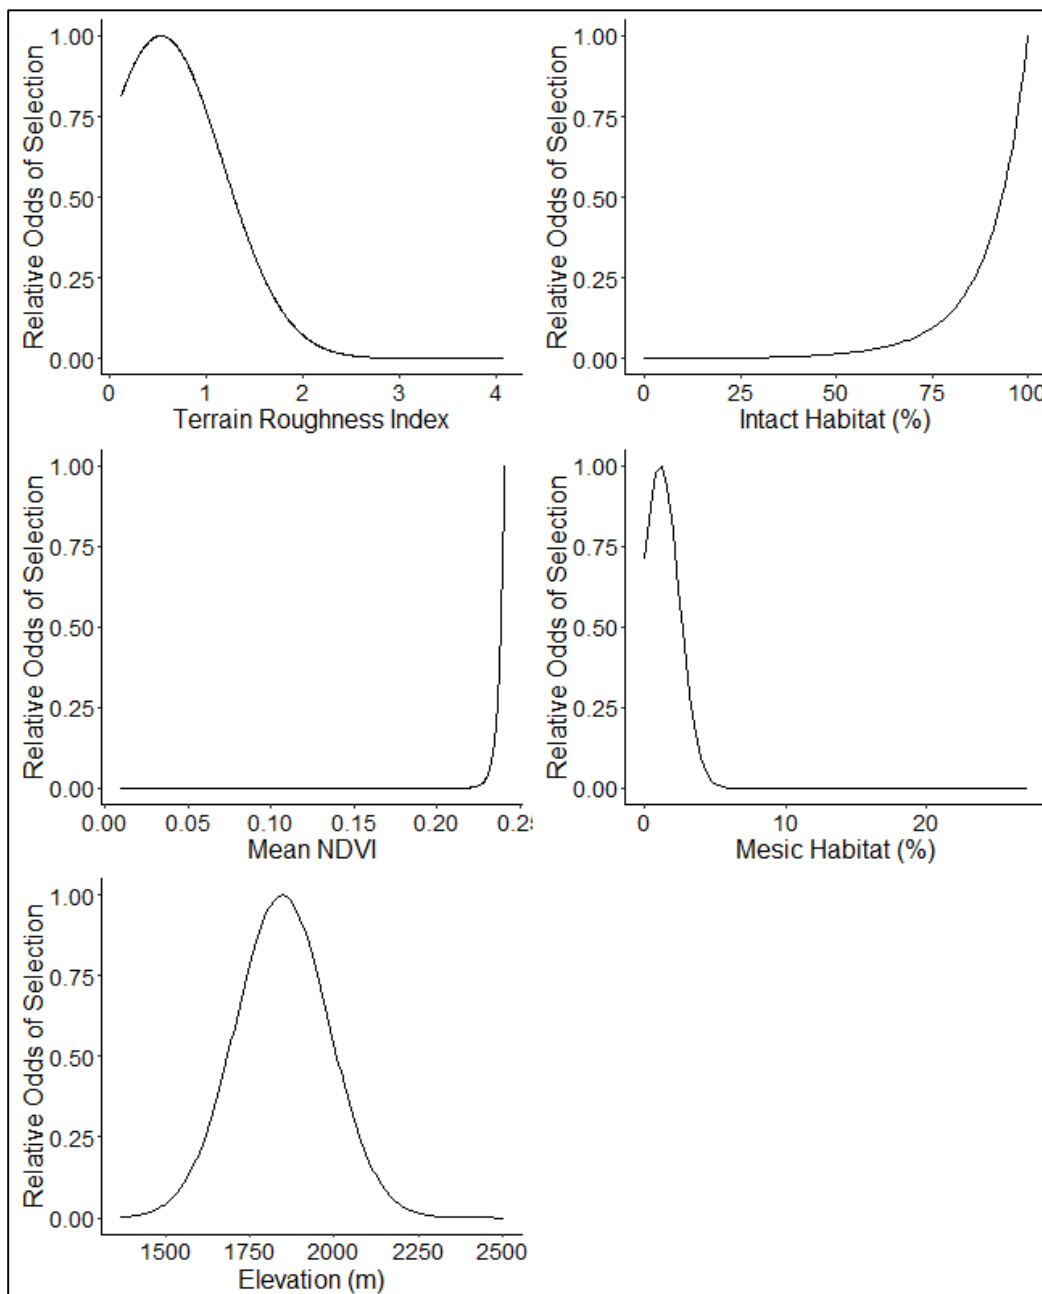 Relative Odds of Selection
1.00
0.75
0.50
0.25
0.00
0 1 2 3 4
Terrain Roughness Index
Relative Odds of Selection
1.00
0.75
0.50
0.25
0.00
0 25 50 75 100
Intact Habitat (%)
Relative Odds of Selection
1.00
0.75
0.50
0.25
0.00
0.00 0.05 0.10 0.15 0.20 0.25
Mean NDVI
Relative Odds of Selection
1.00
0.75
0.50
0.25
0.00
0 10 20
Mesic Habitat (%)
Relative Odds of Selection
1.00
0.75
0.50
0.25
0.00
1500 1750 2000 2250 2500
Elevation (m)